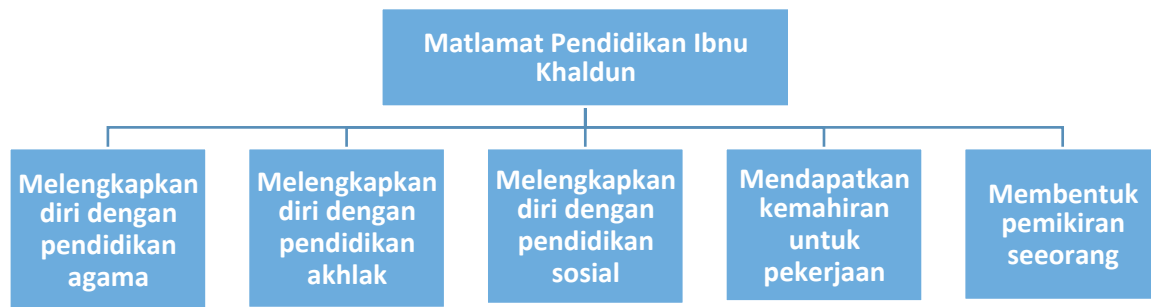 Matlamat Pendidikan Ibnu
Khaldun
Melengkapkan
diri dengan
pendidikan
agama
Melengkapkan
diri dengan
pendidikan
akhlak
Melengkapkan
diri dengan
pendidikan
sosial
Mendapatkan
kemahiran
untuk
pekerjaan
Membentuk
pemikiran
seeorang